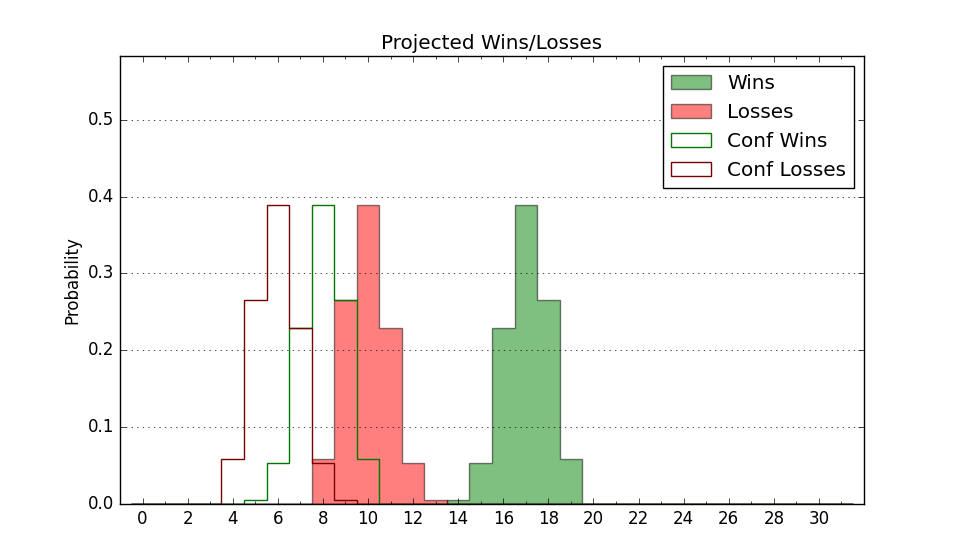 Projected Wins/Losses
Wins
Losses
Conf Wins
Conf Losses
Probability
0.5
0.4
0.3
0.2
0.1
0.0
0 2 4 6 8 10 12 14 16 18 20 22 24 26 28 30